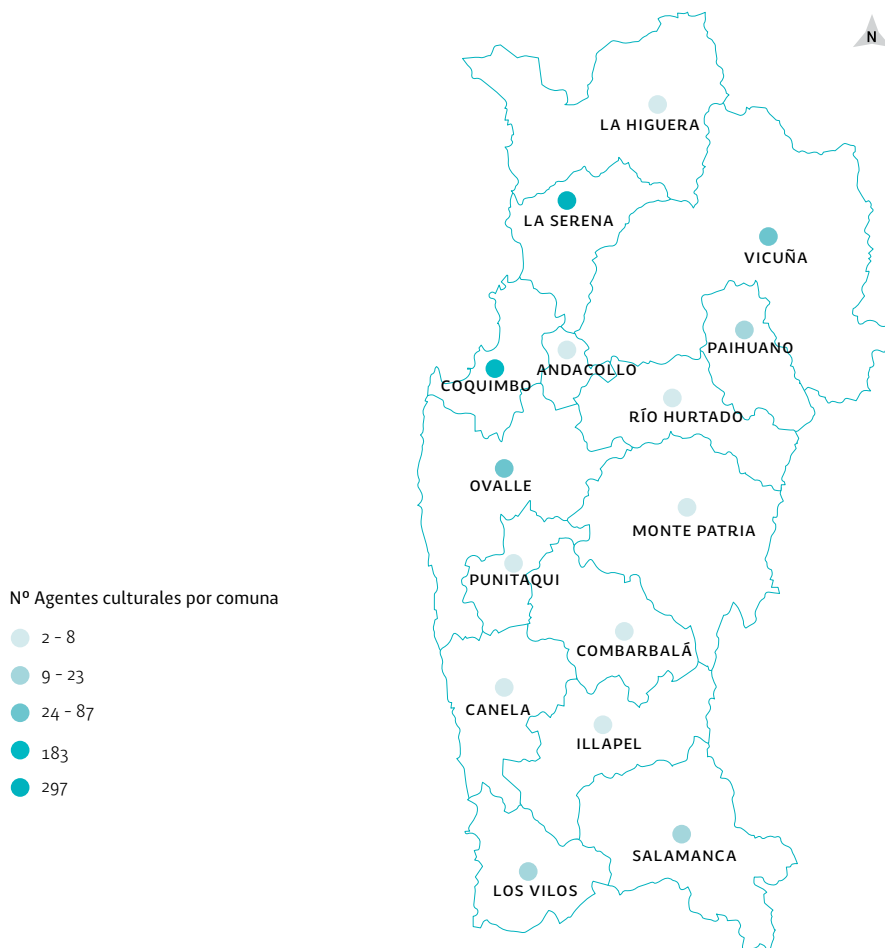 N
LA HIGUERA
LA SERENA
VICUÑA
PAIHUANO
ANDACOLLO
COQUIMBO
RÍO HURTADO
OVALLE
MONTE PATRIA
PUNITAQUI
COMBARBALÁ
CANELA
ILLAPEL
SALAMANCA
LOS VILOS
Nº Agentes culturales por comuna
2 - 8
9 - 23
24 - 87
183
297